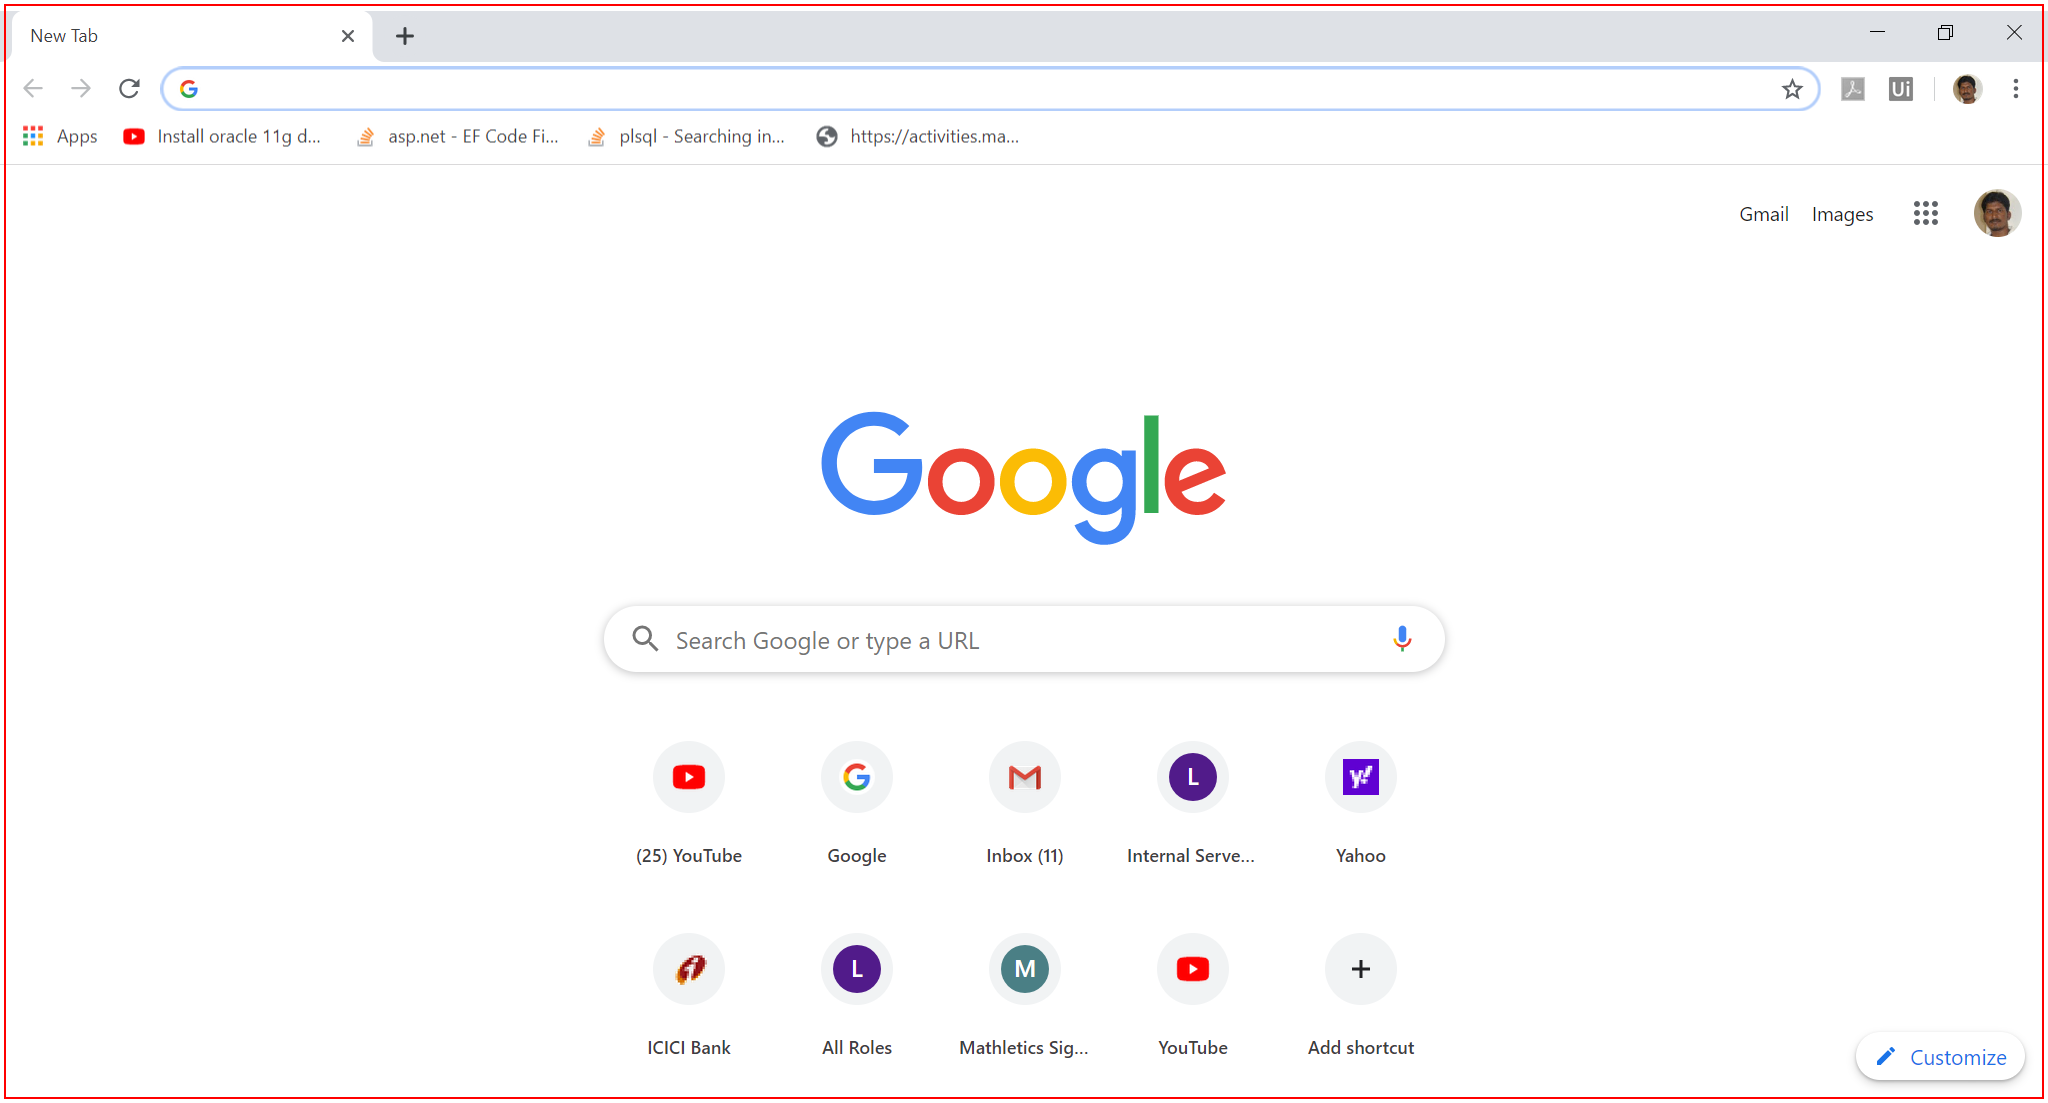 New Tab
Apps Install oracle 11g d... asp.net - EF Code Fi... plsql - Searching in... https://activities.ma...
Ui
Gmail Images
Google
Search Google or type a URL
L
(25) YouTube Google Inbox (11) Internal Serve... Yahoo
L M
ICICI Bank All Roles Mathletics Sig... YouTube Add shortcut
Customize